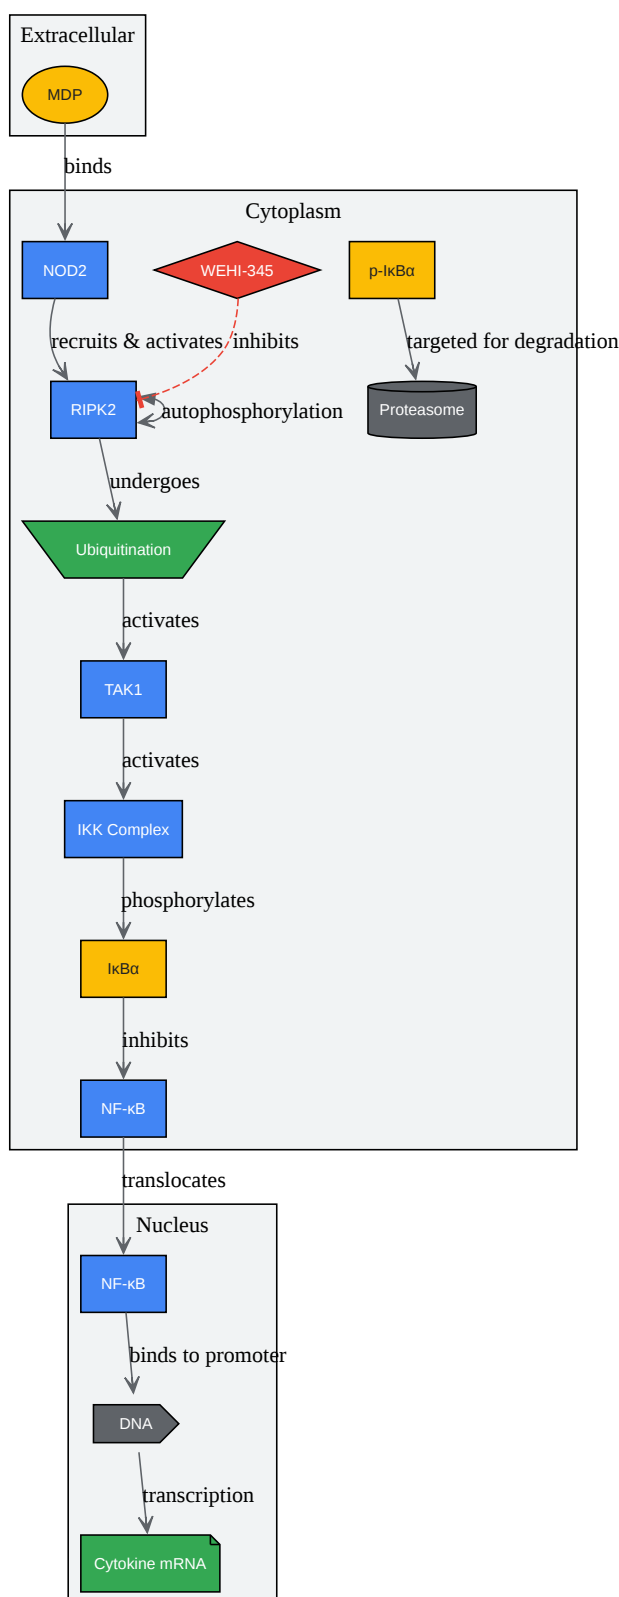 Extracellular
MDP
binds
Cytoplasm
NOD2
WEHI-345
p-IκBα
recruits & activates
inhibits
targeted for degradation
RIPK2
autophosphorylation
Proteasome
undergoes
Ubiquitination
activates
TAK1
activates
IKK Complex
phosphorylates
IκBα
inhibits
NF-κB
translocates
Nucleus
NF-κB
binds to promoter
DNA
transcription
Cytokine mRNA